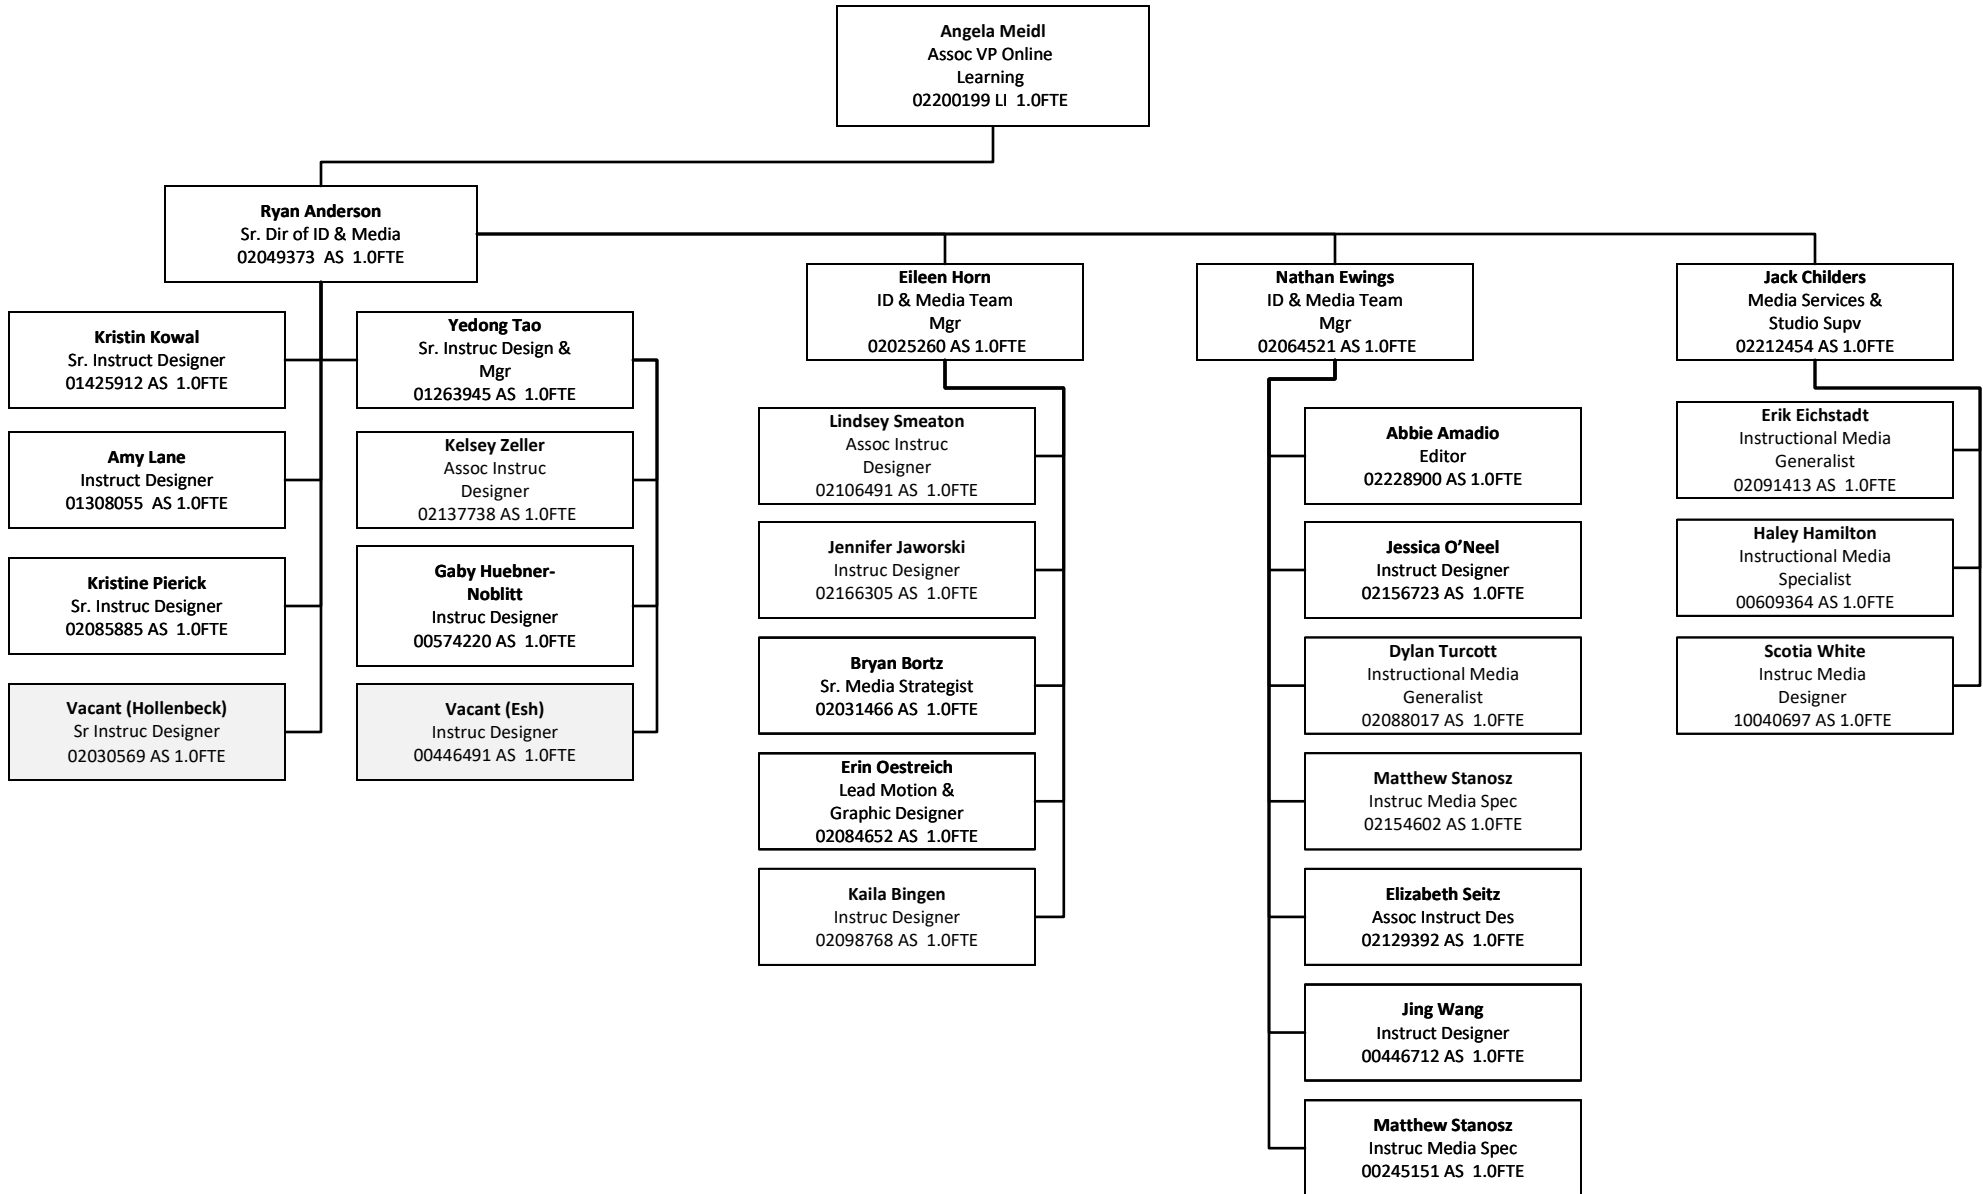 Angela Meidl
Assoc VP Online
Learning
02200199 LI 1.0FTE
Ryan Anderson
Sr. Dir of ID & Media
02049373 AS 1.0FTE
Kristin Kowal
Sr. Instruct Designer
01425912 AS 1.0FTE
Amy Lane
Instruct Designer
01308055 AS 1.0FTE
Kristine Pierick
Sr. Instruc Designer
02085885 AS 1.0FTE
Vacant (Hollenbeck)
Sr Instruc Designer
02030569 AS 1.0FTE
Yedong Tao
Sr. Instruc Design &
Mgr
01263945 AS 1.0FTE
Kelsey Zeller
Assoc Instruc
Designer
02137738 AS 1.0FTE
Gaby Huebner-
Noblitt
Instruc Designer
00574220 AS 1.0FTE
Vacant (Esh)
Instruc Designer
00446491 AS 1.0FTE
Eileen Horn
ID & Media Team
Mgr
02025260 AS 1.0FTE
Lindsey Smeaton
Assoc Instruc
Designer
02106491 AS 1.0FTE
Jennifer Jaworski
Instruc Designer
02166305 AS 1.0FTE
Bryan Bortz
Sr. Media Strategist
02031466 AS 1.0FTE
Erin Oestreich
Lead Motion &
Graphic Designer
02084652 AS 1.0FTE
Kaila Bingen
Instruc Designer
02098768 AS 1.0FTE
Nathan Ewings
ID & Media Team
Mgr
02064521 AS 1.0FTE
Abbie Amadio
Editor
02228900 AS 1.0FTE
Jessica O’Neel
Instruct Designer
02156723 AS 1.0FTE
Dylan Turcott
Instructional Media
Generalist
02088017 AS 1.0FTE
Matthew Stanosz
Instruc Media Spec
02154602 AS 1.0FTE
Elizabeth Seitz
Assoc Instruct Des
02129392 AS 1.0FTE
Jing Wang
Instruct Designer
00446712 AS 1.0FTE
Matthew Stanosz
Instruc Media Spec
00245151 AS 1.0FTE
Jack Childers
Media Services &
Studio Supv
02212454 AS 1.0FTE
Erik Eichstadt
Instructional Media
Generalist
02091413 AS 1.0FTE
Haley Hamilton
Instructional Media
Specialist
00609364 AS 1.0FTE
Scotia White
Instruc Media
Designer
10040697 AS 1.0FTE